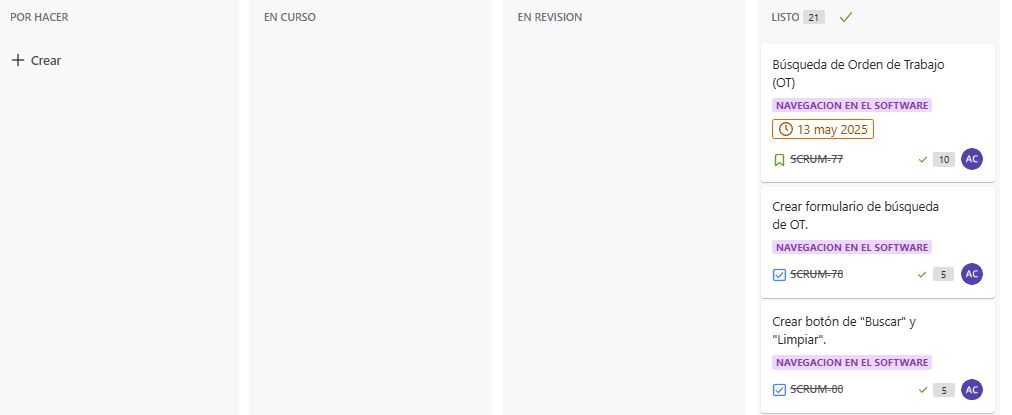 POR HACER
EN CURSO
EN REVISION
LISTO 21
Crear
Búsqueda de Orden de Trabajo
(OT)
NAVEGACION EN EL SOFTWARE
13 may 2025
SCRUM-77 10 AC
Crear formulario de búsqueda
de OT.
NAVEGACION EN EL SOFTWARE
SCRUM-78 5 AC
Crear botón de "Buscar" y
"Limpiar".
NAVEGACION EN EL SOFTWARE
SCRUM-80 5 AC